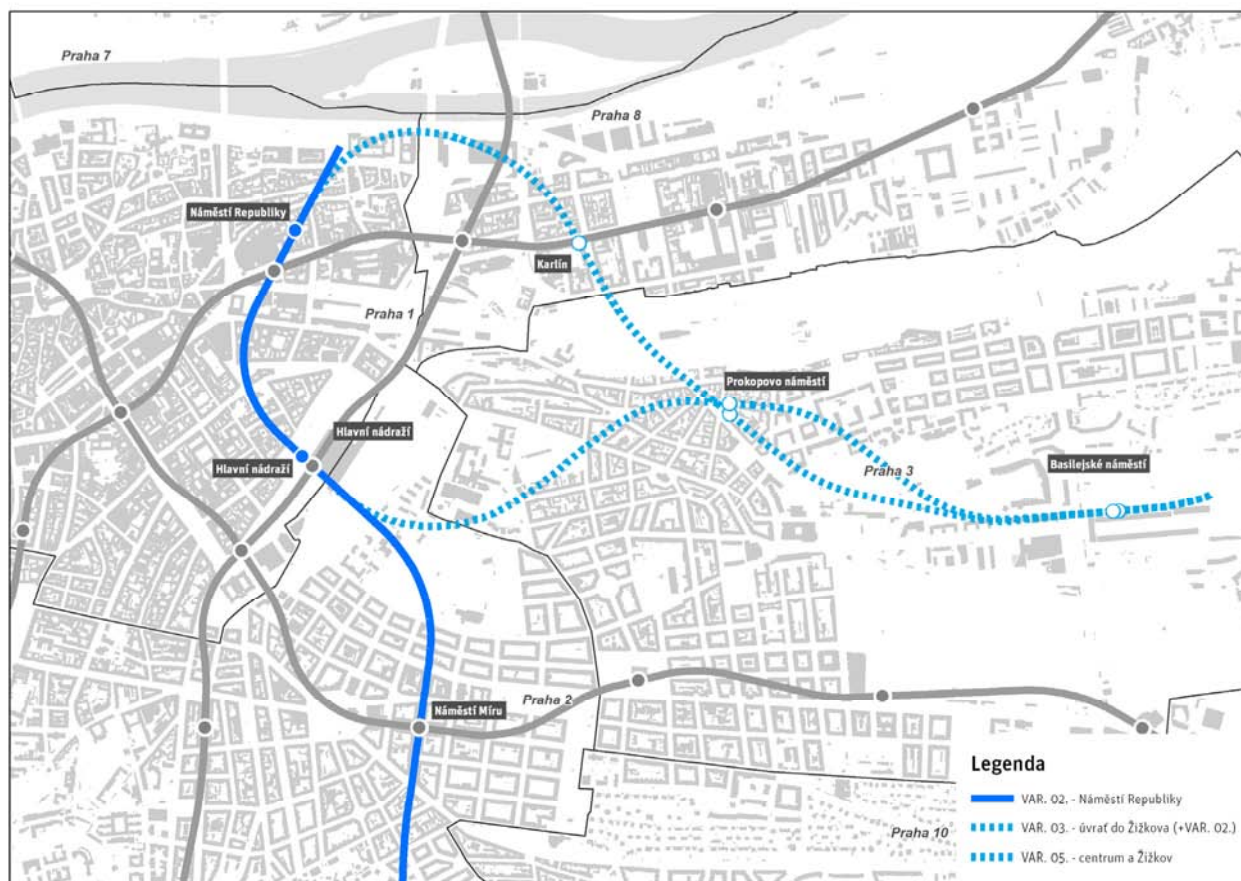 Praha 7
Praha 8
Náměstí Republiky
Karlín
Praha 1
Prokopovo náměstí
Hlavní nádraží
Hlavní nádraží
Praha 3
Basilejské náměstí
Praha 2
Náměstí Míru
Legenda
VAR. 02. - Náměstí Republiky
VAR. 03. - úvrať do Žižkova (+VAR. 02.)
VAR. 05. - centrum a Žižkov
Praha 10